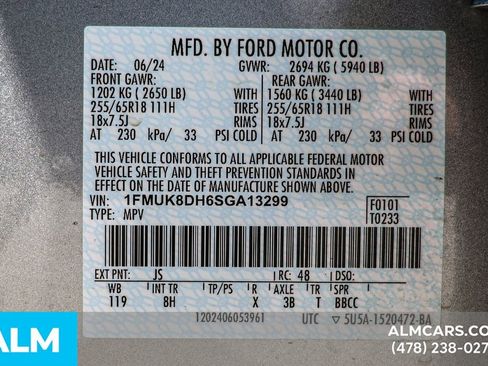 MFD. BY FORD MOTOR CO.
DATE: 06/24 GVWR: 2694 KG ( 5940 LB)
FRONT GAWR: REAR GAWR:
1202 KG ( 2650 LB) WITH 1560 KG ( 3440 LB) WITH
255/65R18 111H TIRES 255/65R18 111H TIRES
18x7.5J RIMS 18x7.5J RIMS
AT 230 kPa/ 33 PSI COLD AT 230 kPa/ 33 PSI COLD
THIS VEHICLE CONFORMS TO ALL APPLICABLE FEDERAL MOTOR
VEHICLE SAFETY AND THEFT PREVENTION STANDARDS IN
EFFECT ON THE DATE OF MANUFACTURE SHOWN ABOVE.
VIN: 1FMUK8DH6SGA13299 F0101
TYPE: MPV T0233
EXT PNT: JS RC: 48 DSO:
WB INT TR TP/PS R AXLE TR SPR
119 8H X 3B T BBCC
1202406053961 UTC ▽ 5U5A-1520472-BA
ALM
ALMCARS.COM
(478) 238-027